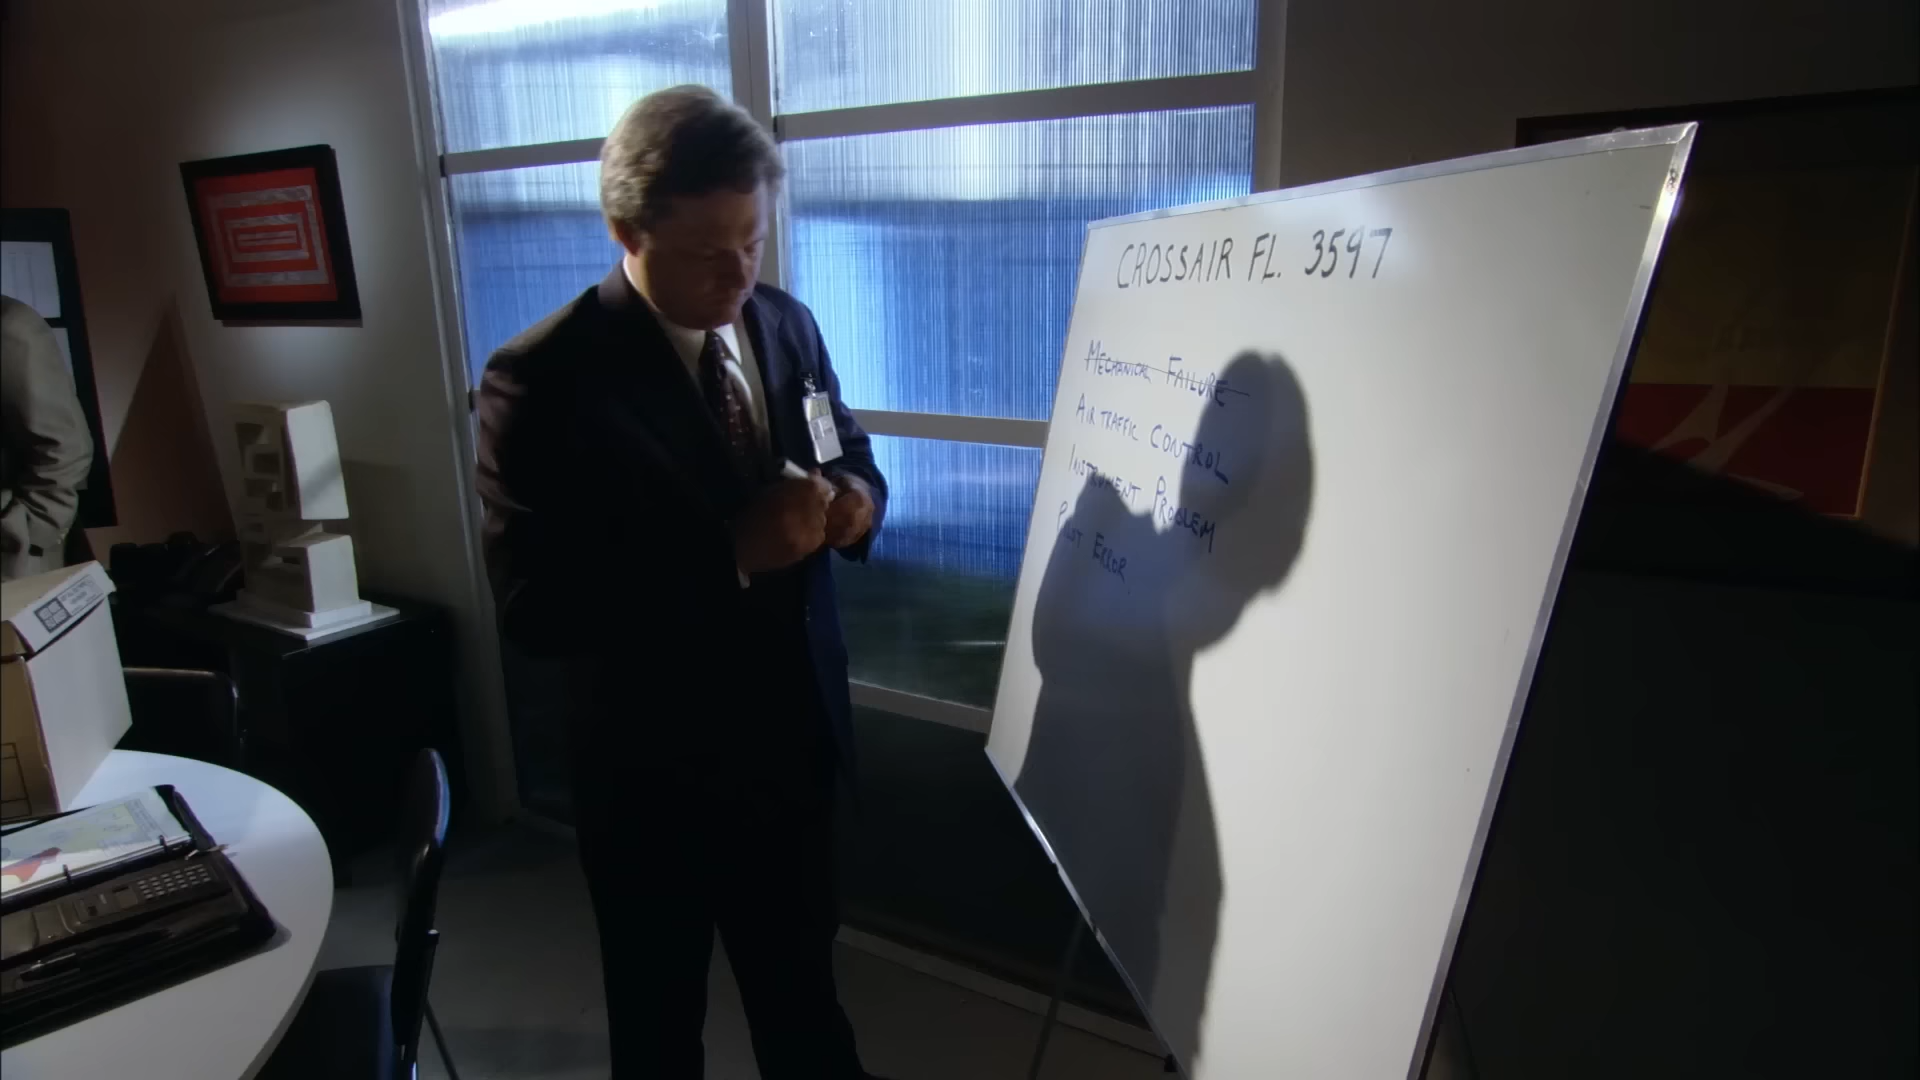 CROSSAIR FL. 3597
MECHANICAL FAILURE
AIR TRAFFIC CONTROL
INSTRUMENT PROBLEM
PILOT ERROR